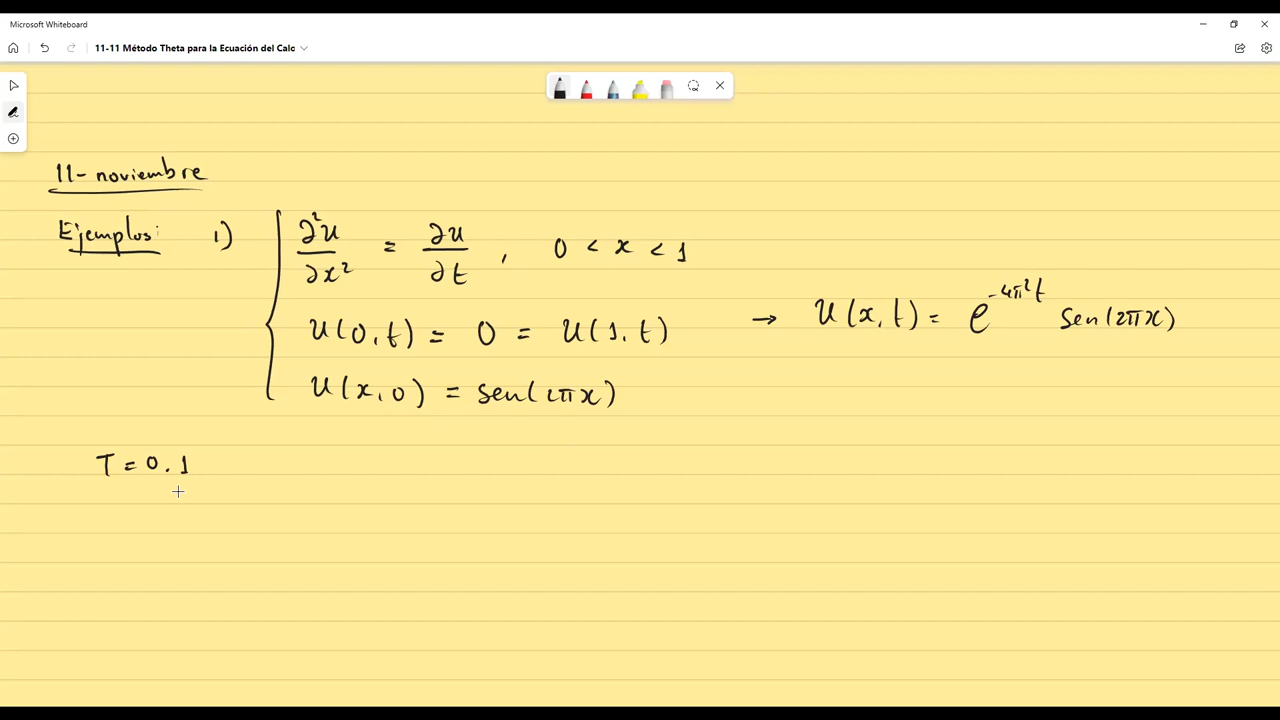 Microsoft Whiteboard
11-11 Método Theta para la Ecuación del Calo
11- noviembre
Ejemplos: 1) ∂²u/∂x² = ∂u/∂t , 0 < x < 1
u(0,t) = 0 = u(1,t) → u(x,t) = e^{-4π²t} sen(2πx)
u(x,0) = sen(2πx)
T = 0.1